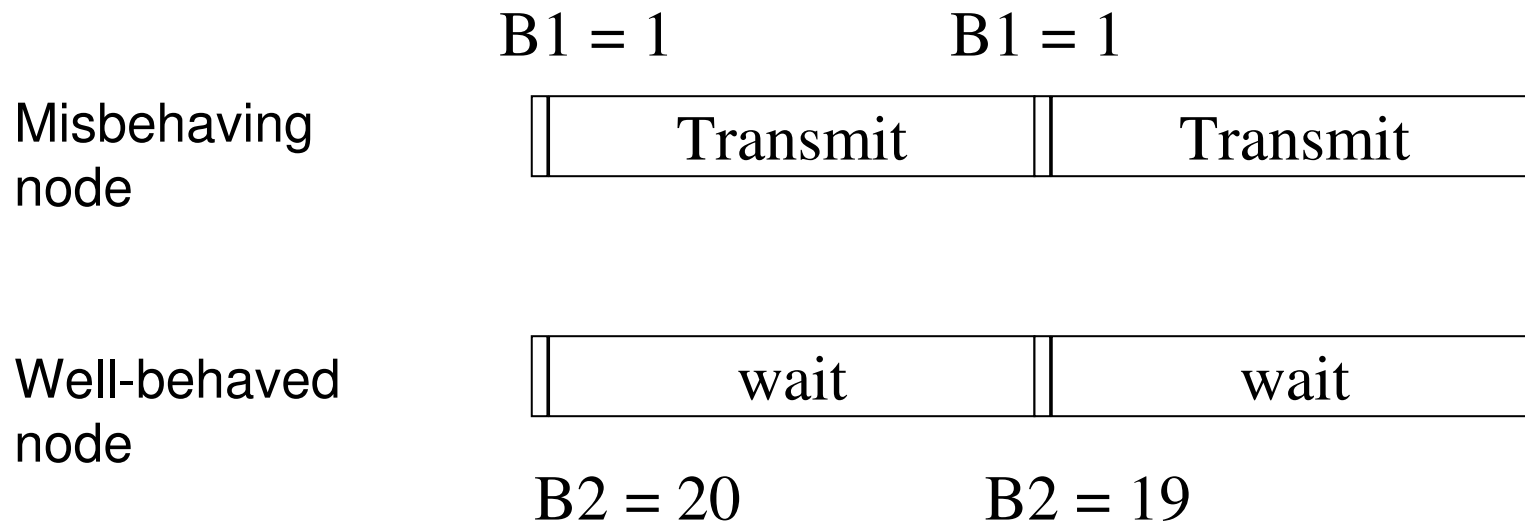 B1 = 1 B1 = 1
Misbehaving
node
Transmit Transmit
Well-behaved
node
wait wait
B2 = 20 B2 = 19